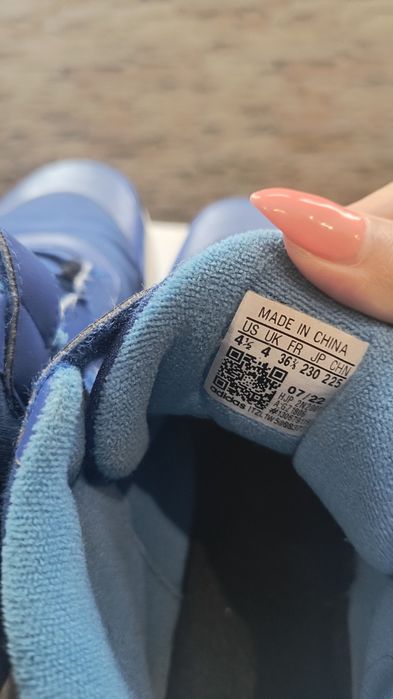 MADE IN CHINA
US UK FR JP CHN
4½ 4 36⅔ 230 225
07/22
adidas